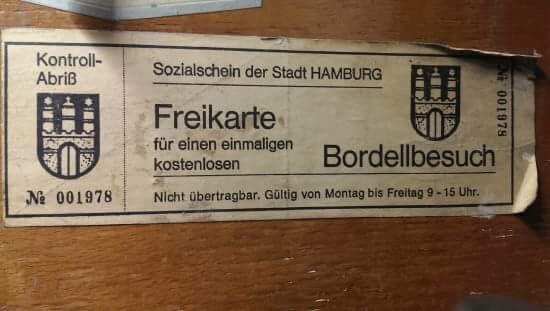 Kontroll-
Abriß
№ 001978
Sozialschein der Stadt HAMBURG
Freikarte
für einen einmaligen
kostenlosen
Bordellbesuch
Nicht übertragbar. Gültig von Montag bis Freitag 9 - 15 Uhr.
№ 001978